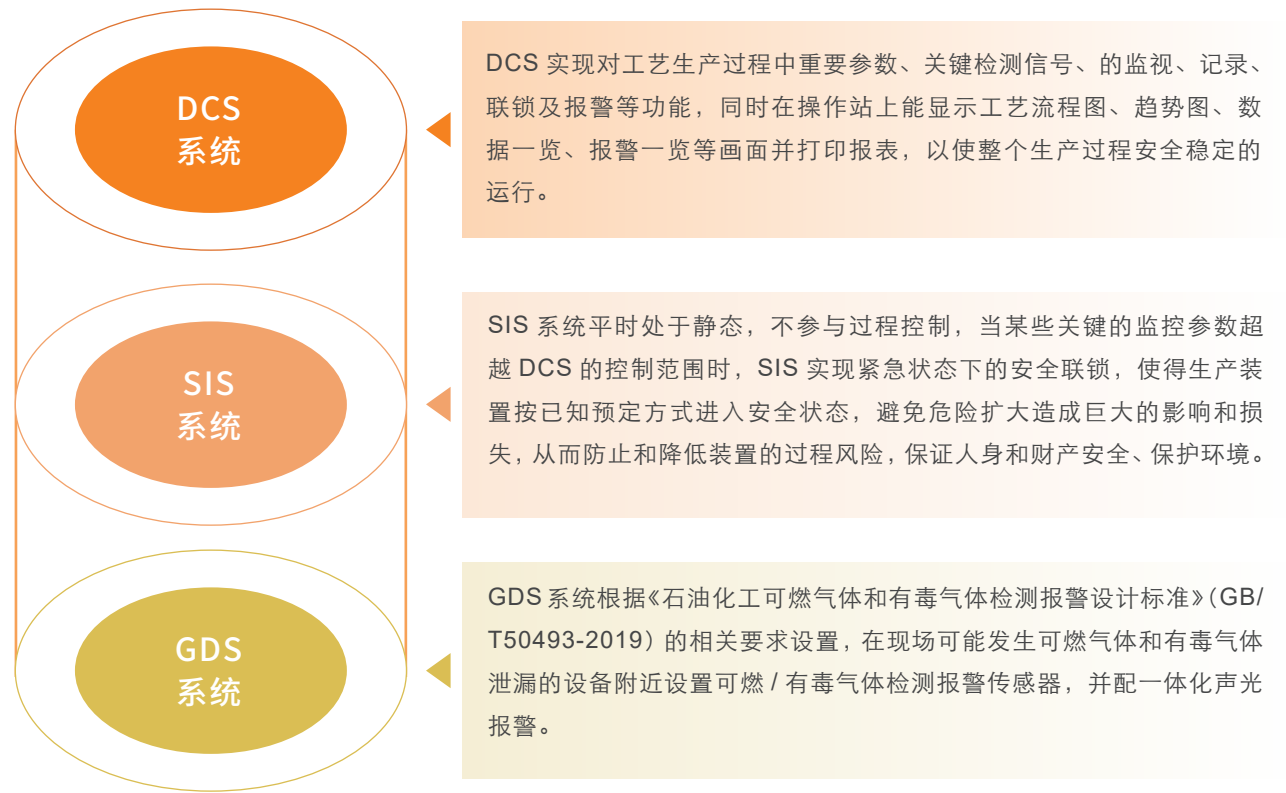 DCS
系统
DCS 实现对工艺生产过程中重要参数、关键检测信号、的监视、记录、
联锁及报警等功能，同时在操作站上能显示工艺流程图、趋势图、数
据一览、报警一览等画面并打印报表，以使整个生产过程安全稳定的
运行。
SIS
系统
SIS 系统平时处于静态，不参与过程控制，当某些关键的监控参数超
越 DCS 的控制范围时，SIS 实现紧急状态下的安全联锁，使得生产装
置按已知预定方式进入安全状态，避免危险扩大造成巨大的影响和损
失，从而防止和降低装置的过程风险，保证人身和财产安全、保护环境。
GDS
系统
GDS 系统根据《石油化工可燃气体和有毒气体检测报警设计标准》（GB/
T50493-2019）的相关要求设置，在现场可能发生可燃气体和有毒气体
泄漏的设备附近设置可燃 / 有毒气体检测报警传感器，并配一体化声光
报警。